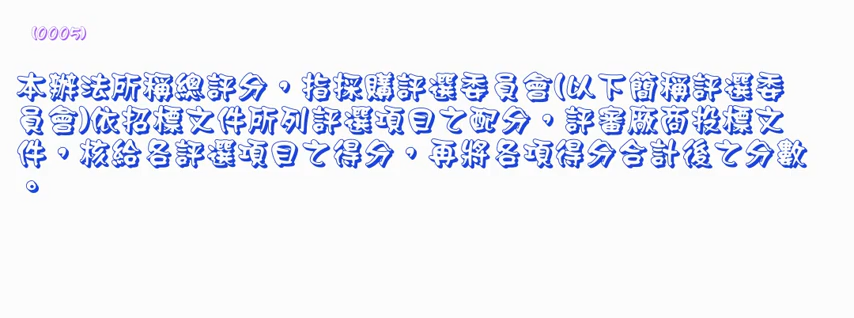 (0005)
本辦法所稱總評分，指採購評選委員會(以下簡稱評選委
員會)依招標文件所列評選項目之配分，評審廠商投標文
件，核給各評選項目之得分，再將各項得分合計後之分數
。